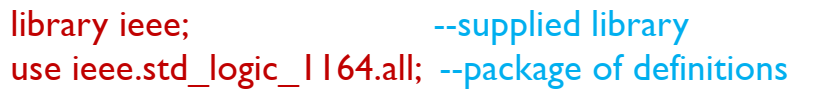 library ieee; --supplied library
use ieee.std_logic_1164.all; --package of definitions